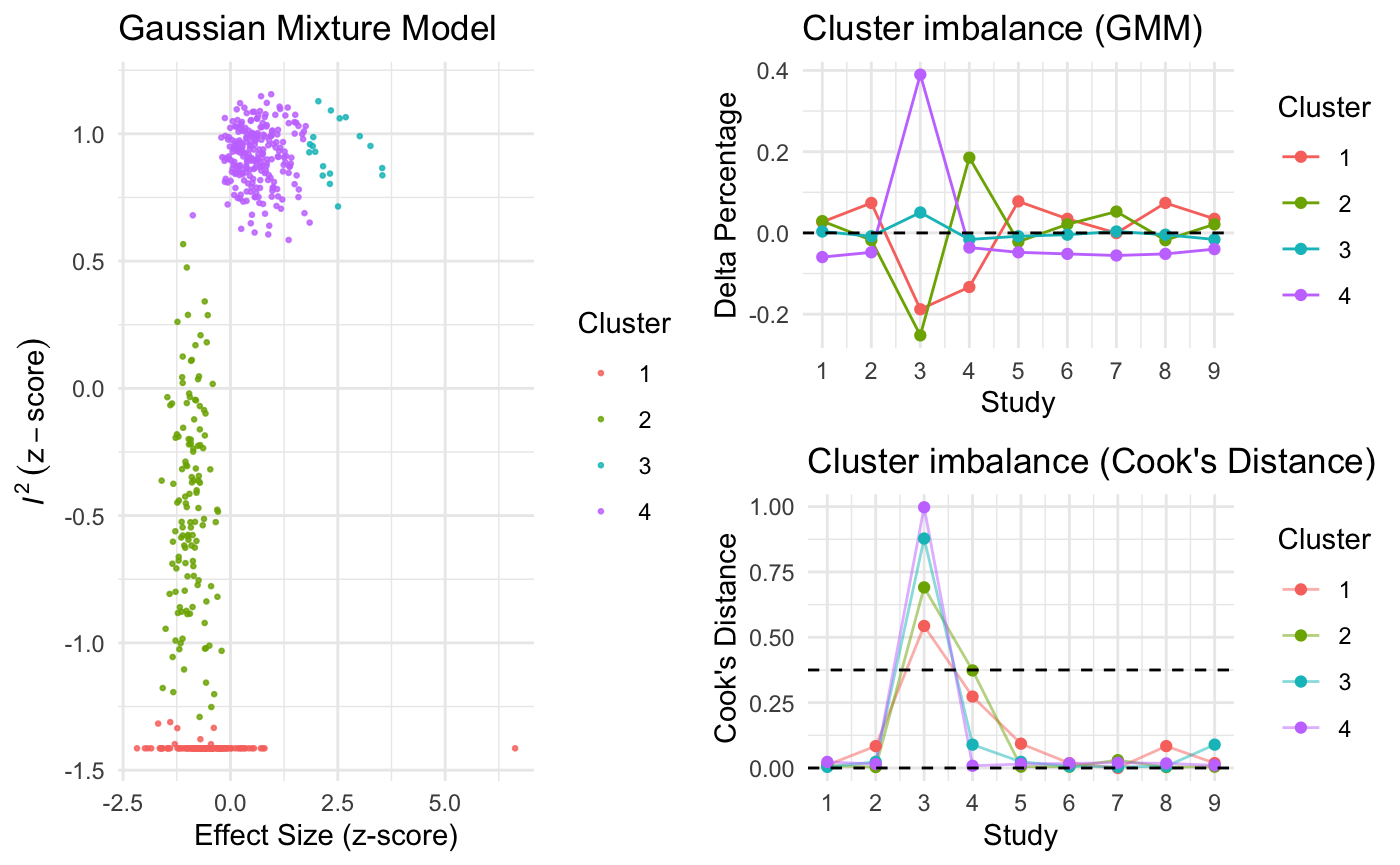 Gaussian Mixture Model
I² (z − score)
1.0
0.5
0.0
-0.5
-1.0
-1.5
-2.5 0.0 2.5 5.0
Effect Size (z-score)
Cluster
1
2
3
4
Cluster imbalance (GMM)
Delta Percentage
0.4
0.2
0.0
-0.2
1 2 3 4 5 6 7 8 9
Study
Cluster
1
2
3
4
Cluster imbalance (Cook's Distance)
Cook's Distance
1.00
0.75
0.50
0.25
0.00
1 2 3 4 5 6 7 8 9
Study
Cluster
1
2
3
4